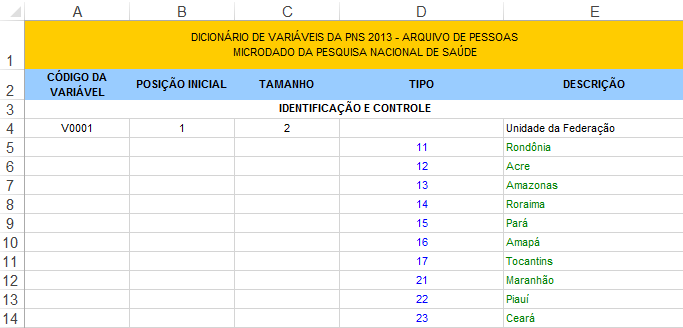 A B C D E
1 DICIONÁRIO DE VARIÁVEIS DA PNS 2013 - ARQUIVO DE PESSOAS
MICRODADO DA PESQUISA NACIONAL DE SAÚDE
2 CÓDIGO DA VARIÁVEL POSIÇÃO INICIAL TAMANHO TIPO DESCRIÇÃO
3 IDENTIFICAÇÃO E CONTROLE
4 V0001 1 2 Unidade da Federação
5 11 Rondônia
6 12 Acre
7 13 Amazonas
8 14 Roraima
9 15 Pará
10 16 Amapá
11 17 Tocantins
12 21 Maranhão
13 22 Piauí
14 23 Ceará